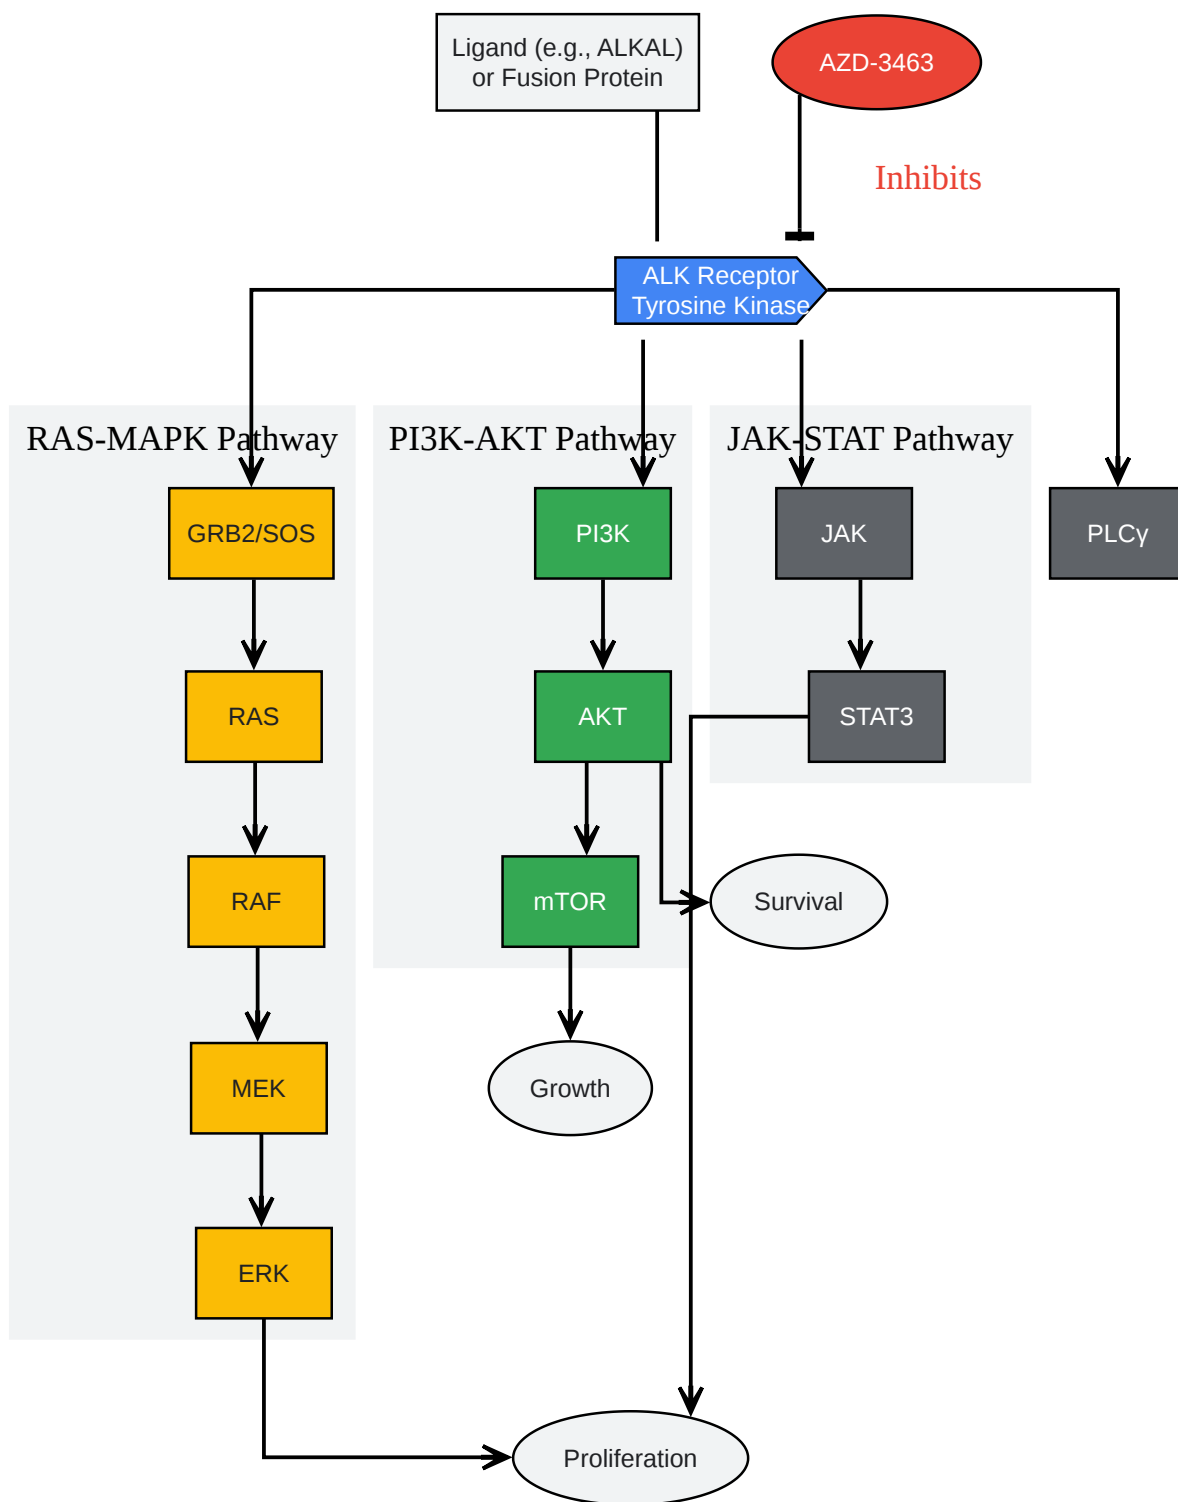 Ligand (e.g., ALKAL)
or Fusion Protein
AZD-3463
Inhibits
ALK Receptor
Tyrosine Kinase
RAS-MAPK Pathway
PI3K-AKT Pathway
JAK-STAT Pathway
GRB2/SOS
PI3K
JAK
PLCγ
RAS
AKT
STAT3
RAF
mTOR
Survival
MEK
Growth
ERK
Proliferation